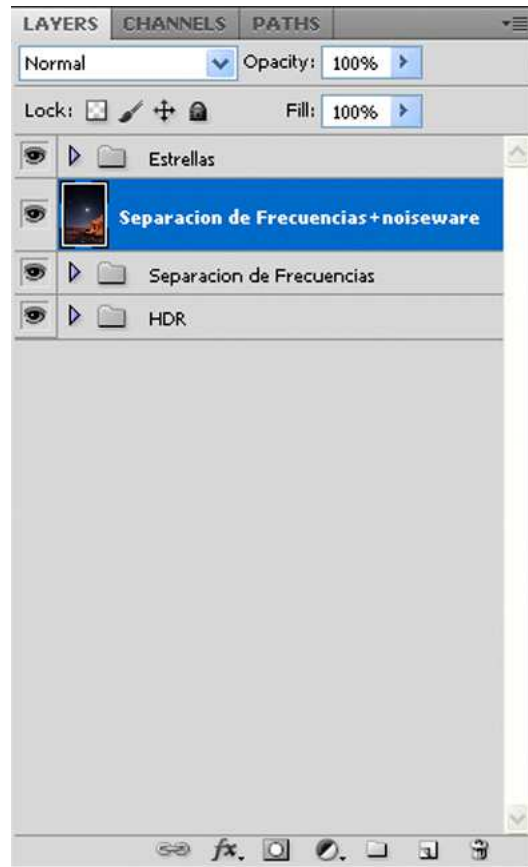 LAYERS CHANNELS PATHS
Normal Opacity: 100%
Lock: Fill: 100%
Estrellas
Separacion de Frecuencias+noiseware
Separacion de Frecuencias
HDR
fx.